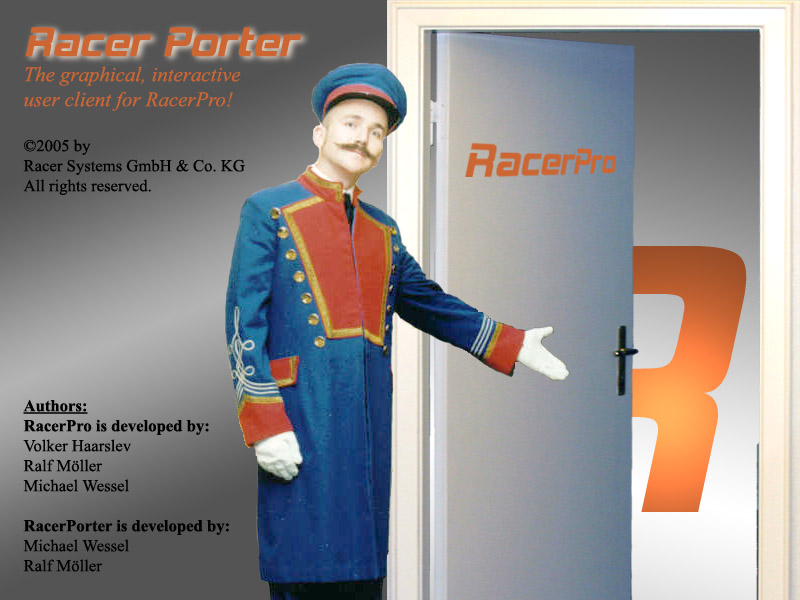 Racer Porter
The graphical, interactive
user client for RacerPro!
©2005 by
Racer Systems GmbH & Co. KG
All rights reserved.
RacerPro
R
Authors:
RacerPro is developed by:
Volker Haarslev
Ralf Möller
Michael Wessel
RacerPorter is developed by:
Michael Wessel
Ralf Möller